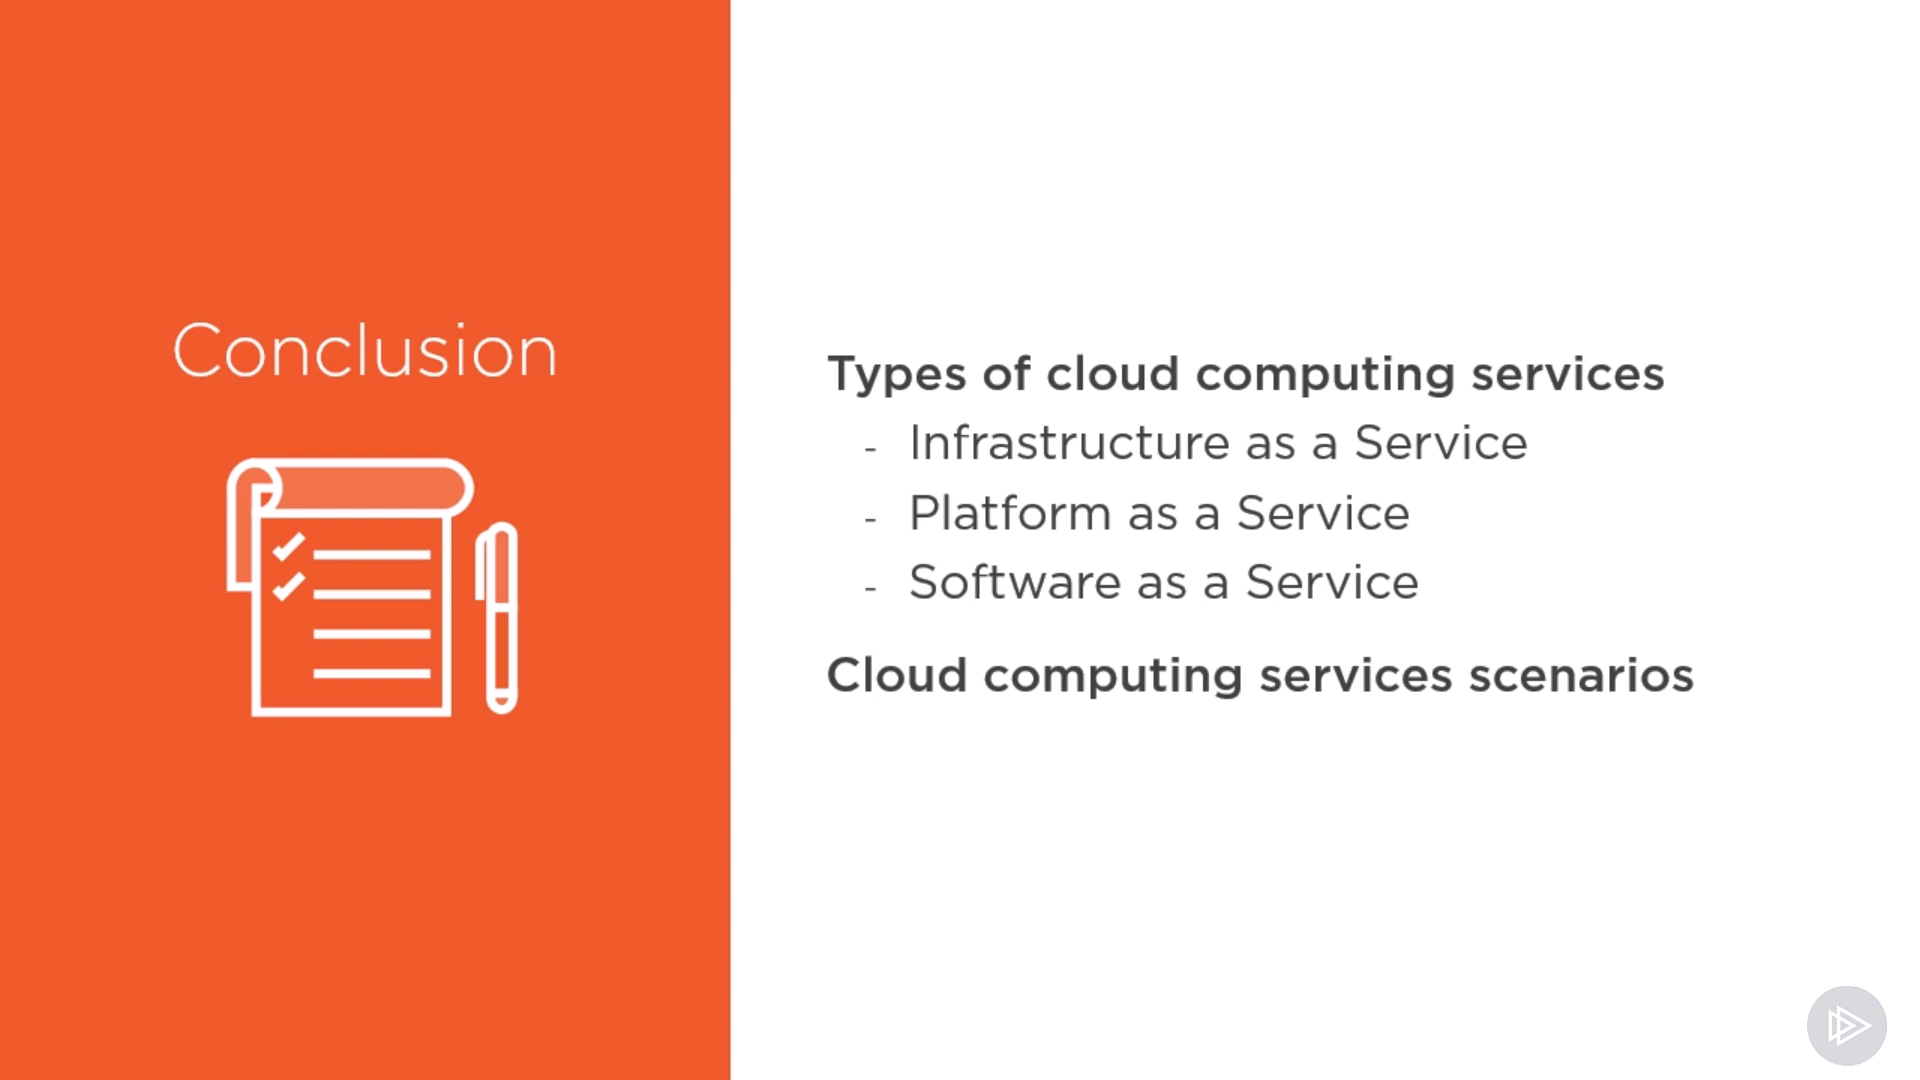 Conclusion
Types of cloud computing services
- Infrastructure as a Service
- Platform as a Service
- Software as a Service
Cloud computing services scenarios